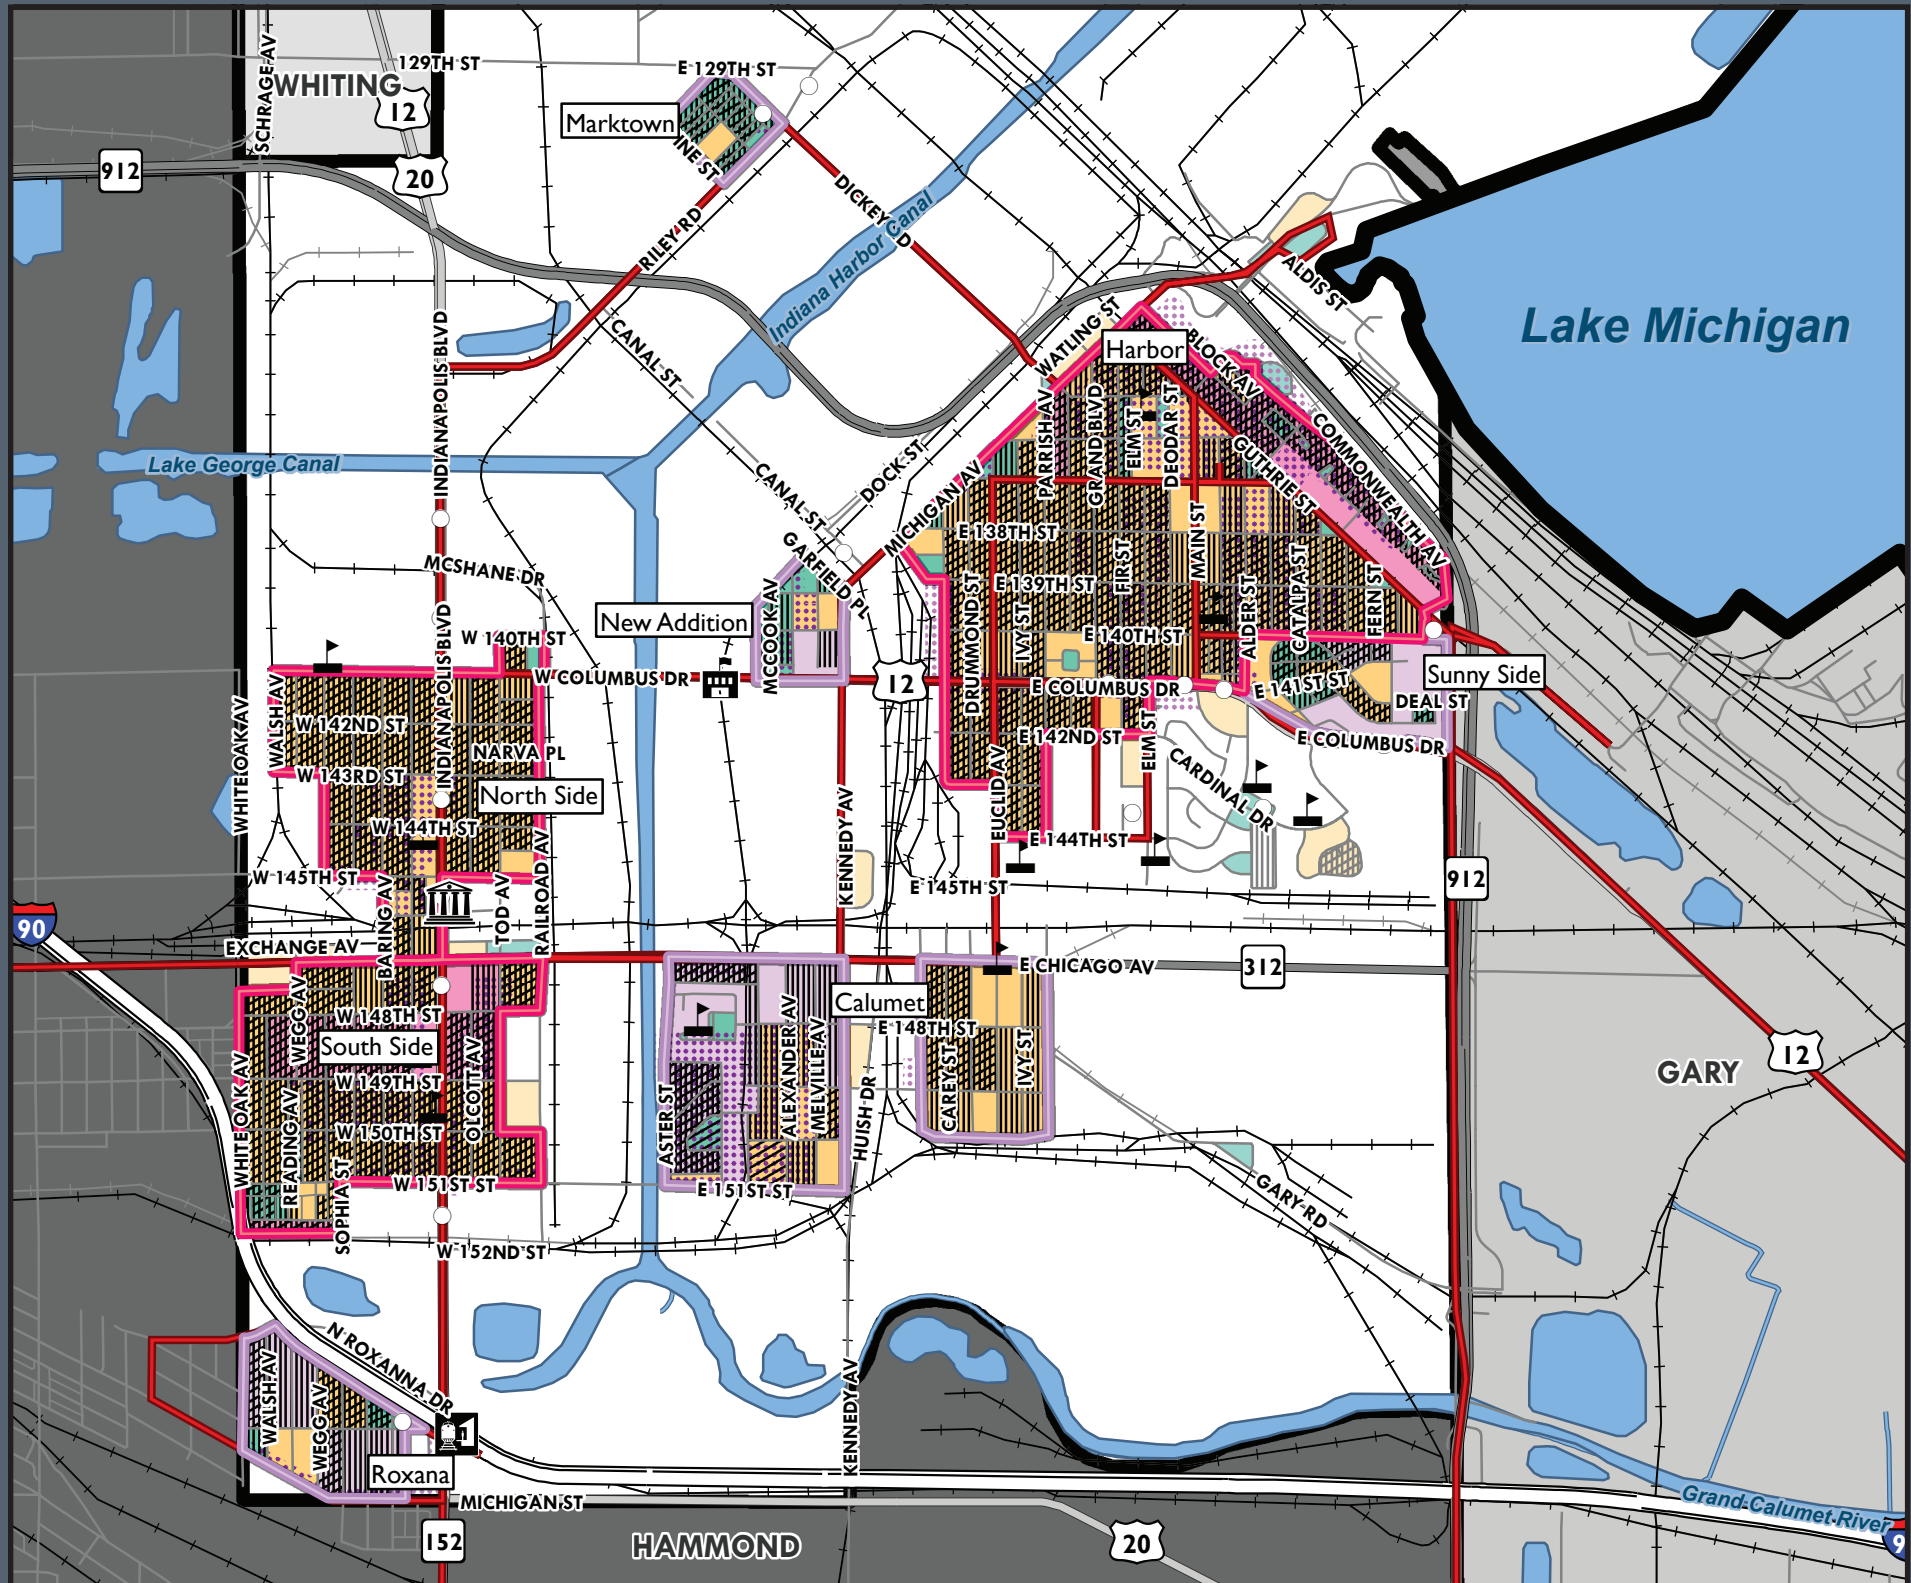 SCHRAGE AV
WHITING
129TH ST
12
E 129TH ST
Marktown
INE ST
912
20
DICKEY RD
RILEY RD
Indiana Harbor Canal
ALDIS ST
Lake Michigan
INDIANAPOLIS BLVD
CANAL ST
WATLING ST
Harbor
BLOCK AV
PARRISH AV
GRAND BLVD
ELM ST
DEODAR ST
GUTHRIE ST
COMMONWEALTH AV
Lake George Canal
CANAL ST
DOCK ST
MICHIGAN AV
GARFIELD PL
E 138TH ST
MAIN ST
MCSHANE DR
MCCOOK AV
E 139TH ST
FIR ST
DRUMMOND ST
IVY ST
ALDER ST
CATALPA ST
FERN ST
New Addition
INDIANAPOLIS BLVD
W 140TH ST
E 140TH ST
W COLUMBUS DR
12
E COLUMBUS DR
E 141ST ST
Sunny Side
DEAL ST
WHITE OAK AV
WALSH AV
W 142ND ST
NARVA PL
E 142ND ST
ELM ST
E COLUMBUS DR
W 143RD ST
North Side
CARDINAL DR
EUCLID AV
KENNEDY AV
W 144TH ST
E 144TH ST
W 145TH ST
E 145TH ST
912
BARING AV
TOD AV
RAILROAD AV
90
EXCHANGE AV
E CHICAGO AV
312
WEGG AV
W 148TH ST
Calumet
E 148TH ST
ALEXANDER AV
MELVILLE AV
CAREY ST
IVY ST
South Side
12
GARY
WHITE OAK AV
W 149TH ST
OLCOTT AV
READING AV
W 150TH ST
ASTER ST
HUISH DR
SOPHIA ST
W 151ST ST
E 151ST ST
GARY RD
W 152ND ST
N ROXANNA DR
WALSH AV
WEGG AV
KENNEDY AV
Roxana
MICHIGAN ST
Grand Calumet River
152
HAMMOND
20